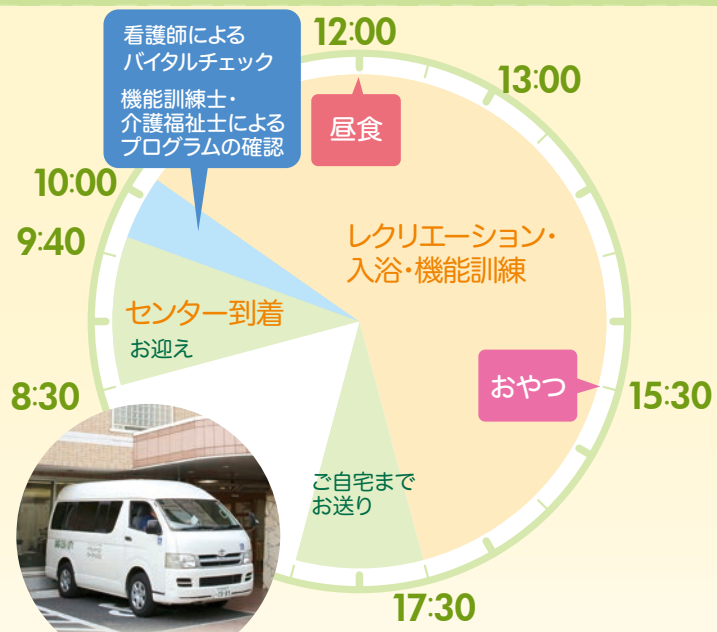 看護師による
バイタルチェック
機能訓練士・
介護福祉士による
プログラムの確認
12:00
13:00
昼食
10:00
9:40
レクリエーション・
入浴・機能訓練
センター到着
お迎え
8:30
おやつ
15:30
ご自宅まで
お送り
17:30